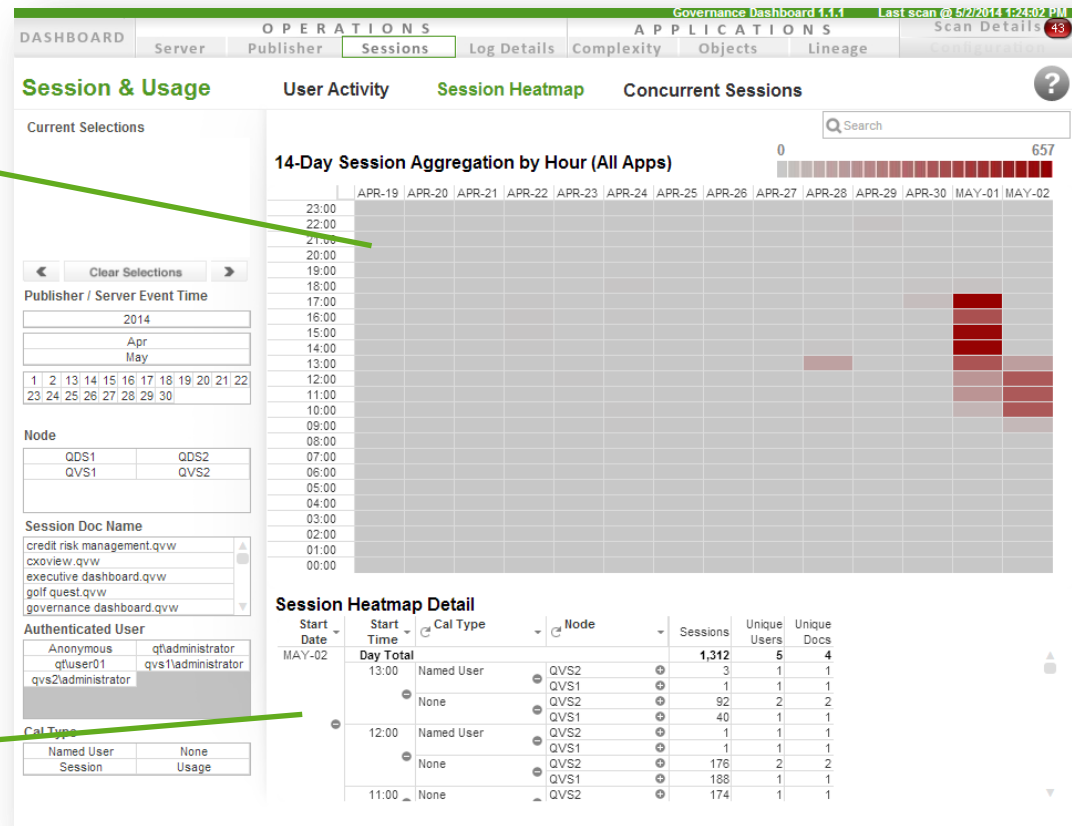 Governance Dashboard 1.1.1 Last scan @ 5/2/2014 1:24:02 PM
DASHBOARD OPERATIONS APPLICATIONS Scan Details 43
Server Publisher Sessions Log Details Complexity Objects Lineage Configuration
Session & Usage User Activity Session Heatmap Concurrent Sessions ?
Current Selections
Search
14-Day Session Aggregation by Hour (All Apps)
0 657
APR-19 APR-20 APR-21 APR-22 APR-23 APR-24 APR-25 APR-26 APR-27 APR-28 APR-29 APR-30 MAY-01 MAY-02
23:00
22:00
21:00
20:00
19:00
18:00
17:00
16:00
15:00
14:00
13:00
12:00
11:00
10:00
09:00
08:00
07:00
06:00
05:00
04:00
03:00
02:00
01:00
00:00
Clear Selections
Publisher / Server Event Time
2014
Apr
May
1 2 13 14 15 16 17 18 19 20 21 22
23 24 25 26 27 28 29 30
Node
QDS1 QDS2
QVS1 QVS2
Session Doc Name
credit risk management.qvw
cxoview.qvw
executive dashboard.qvw
golf quest.qvw
governance dashboard.qvw
Authenticated User
Anonymous qt\administrator
qt\user01 qvs1\administrator
qvs2\administrator
Cal Type
Named User None
Session Usage
Session Heatmap Detail
Start Date Start Time Cal Type Node Sessions Unique Users Unique Docs
MAY-02 Day Total 1,312 5 4
13:00 Named User QVS2 3 1 1
QVS1 1 1 1
None QVS2 92 2 2
QVS1 40 1 1
12:00 Named User QVS2 1 1 1
QVS1 1 1 1
None QVS2 176 2 2
QVS1 188 1 1
11:00 None QVS2 174 1 1